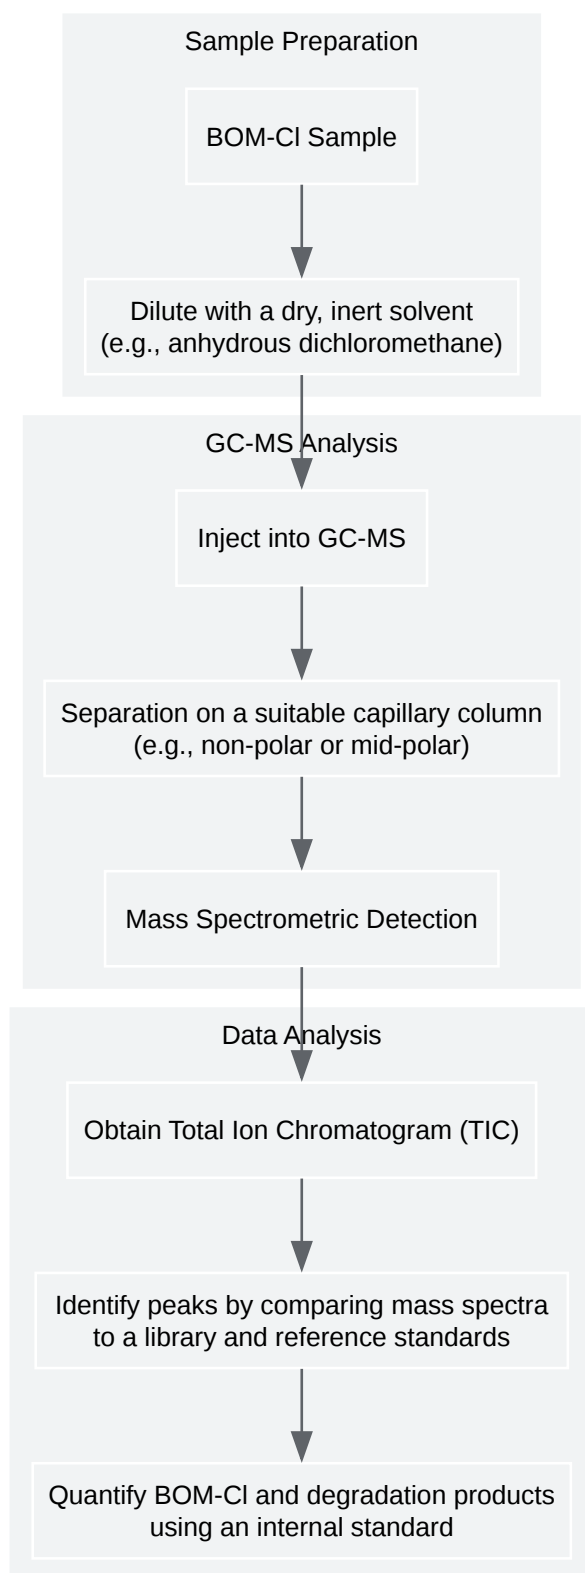 Sample Preparation
BOM-Cl Sample
Dilute with a dry, inert solvent
(e.g., anhydrous dichloromethane)
GC-MS Analysis
Inject into GC-MS
Separation on a suitable capillary column
(e.g., non-polar or mid-polar)
Mass Spectrometric Detection
Data Analysis
Obtain Total Ion Chromatogram (TIC)
Identify peaks by comparing mass spectra
to a library and reference standards
Quantify BOM-Cl and degradation products
using an internal standard